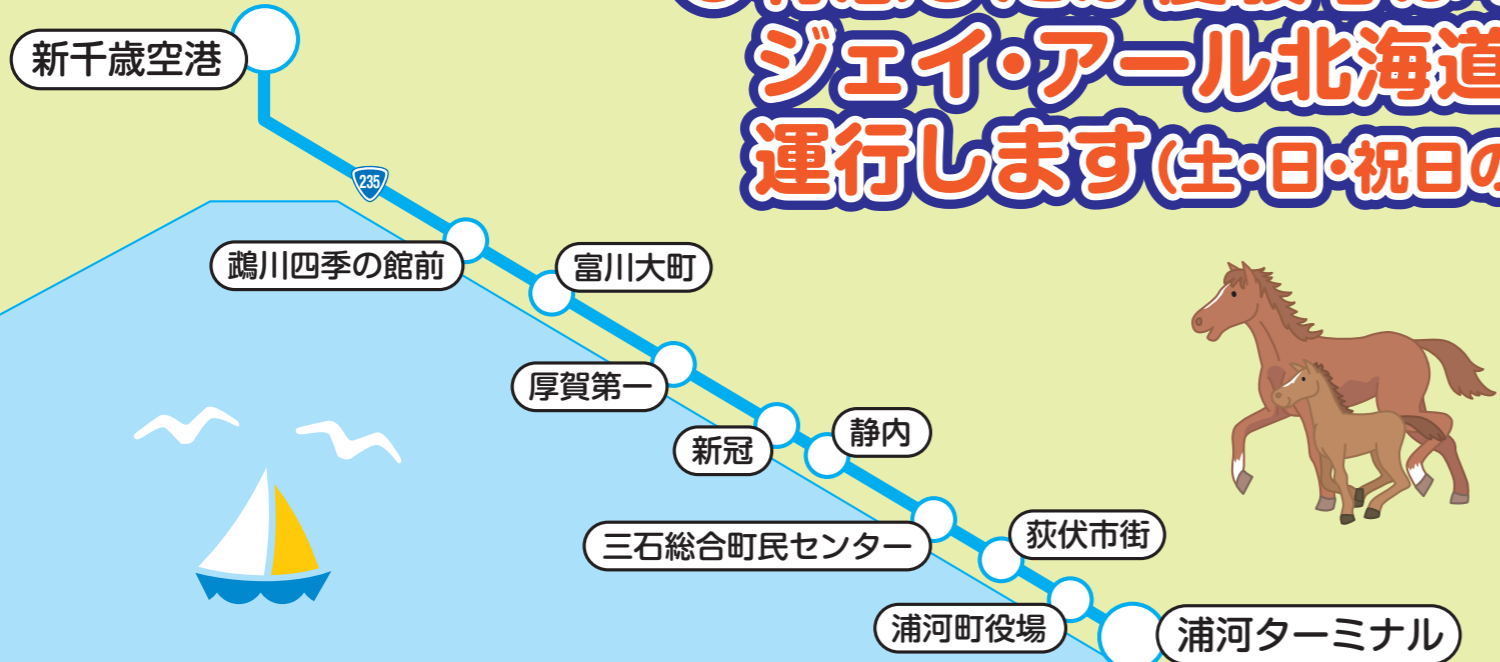 ジェイ・アール北海道
運行します(土・日・祝日の
新千歳空港
235
鵡川四季の館前
富川大町
厚賀第一
新冠
静内
三石総合町民センター
荻伏市街
浦河町役場
浦河ターミナル